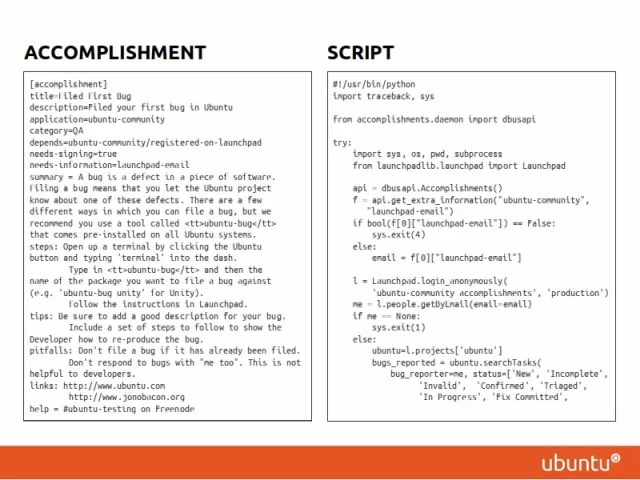 ACCOMPLISHMENT
[accomplishment]
title=Filed First Bug
description=Filed your first bug in Ubuntu
application=ubuntu-community
category=QA
depends=ubuntu-community/registered-on-launchpad
needs-signing=true
needs-information=launchpad-email
summary = A bug is a defect in a piece of software.
Filing a bug means that you let the Ubuntu project
know about one of these defects. There are a few
different ways in which you can file a bug, but we
recommend you use a tool called <tt>ubuntu-bug</tt>
that comes pre-installed on all Ubuntu systems.
steps: Open up a terminal by clicking the Ubuntu
button and typing 'terminal' into the dash.
Type in <tt>ubuntu-bug</tt> and then the
name of the package you want to file a bug against
(e.g. 'ubuntu-bug unity' for Unity).
Follow the instructions in Launchpad.
tips: Be sure to add a good description for your bug.
Include a set of steps to follow to show the
Developer how to re-produce the bug.
pitfalls: Don't file a bug if it has already been filed.
Don't respond to bugs with "me too". This is not
helpful to developers.
links: http://www.ubuntu.com
http://www.jonobacon.org
help = #ubuntu-testing on Freenode
SCRIPT
#!/usr/bin/python
import traceback, sys
from accomplishments.daemon import dbusapi
try:
import sys, os, pwd, subprocess
from launchpadlib.launchpad import Launchpad
api = dbusapi.Accomplishments()
f = api.get_extra_information("ubuntu-community",
"launchpad-email")
if bool(f[0]["launchpad-email"]) == False:
sys.exit(4)
else:
email = f[0]["launchpad-email"]
l = Launchpad.login_anonymously(
'ubuntu-community accomplishments', 'production')
me = l.people.getByEmail(email=email)
if me == None:
sys.exit(1)
else:
ubuntu=l.projects['ubuntu']
bugs_reported = ubuntu.searchTasks(
bug_reporter=me, status=['New', 'Incomplete',
'Invalid', 'Confirmed', 'Triaged',
'In Progress', 'Fix Committed',
ubuntu